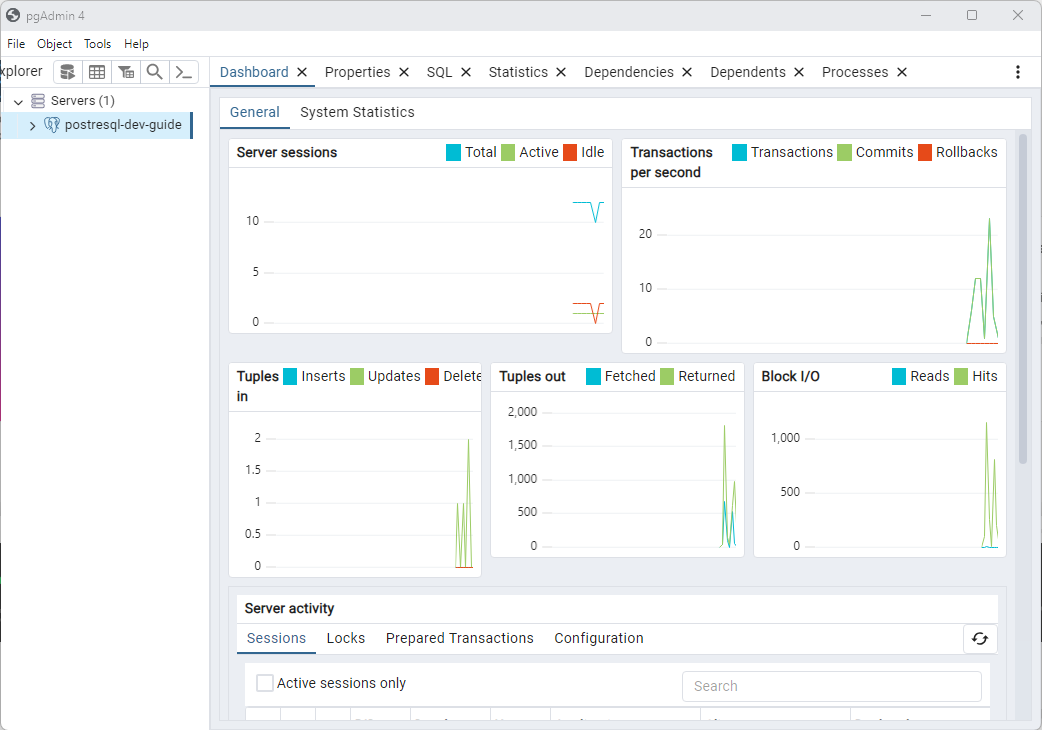 pgAdmin 4
File Object Tools Help
xplorer
Dashboard Properties SQL Statistics Dependencies Dependents Processes
Servers (1)
postresql-dev-guide
General System Statistics
Server sessions Total Active Idle
10
5
0
Transactions per second Transactions Commits Rollbacks
20
10
0
Tuples in Inserts Updates Delete
2
1.5
1
0.5
0
Tuples out Fetched Returned
2,000
1,500
1,000
500
0
Block I/O Reads Hits
1,000
500
0
Server activity
Sessions Locks Prepared Transactions Configuration
Active sessions only Search